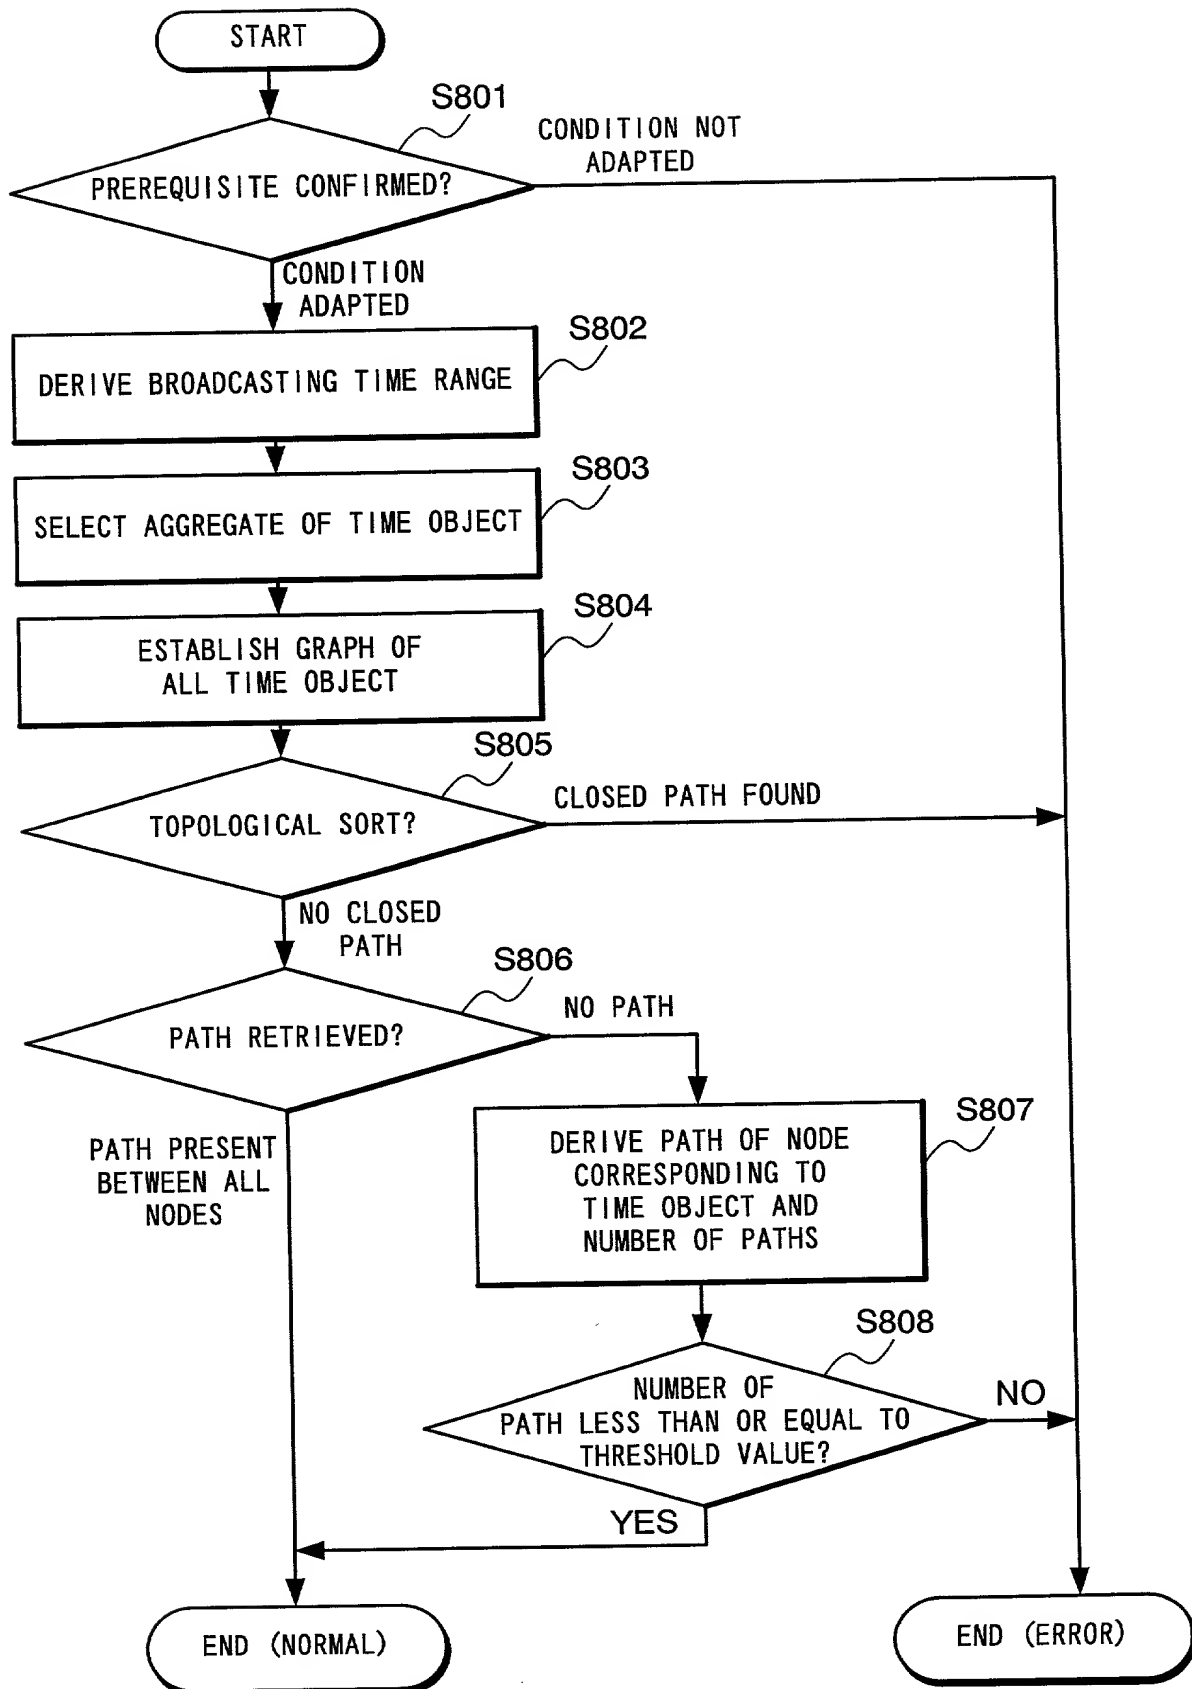 START
S801
CONDITION NOT
ADAPTED
PREREQUISITE CONFIRMED?
CONDITION
ADAPTED
S802
DERIVE BROADCASTING TIME RANGE
S803
SELECT AGGREGATE OF TIME OBJECT
S804
ESTABLISH GRAPH OF
ALL TIME OBJECT
S805
CLOSED PATH FOUND
TOPOLOGICAL SORT?
NO CLOSED
PATH
S806
NO PATH
PATH RETRIEVED?
S807
DERIVE PATH OF NODE
CORRESPONDING TO
TIME OBJECT AND
NUMBER OF PATHS
PATH PRESENT
BETWEEN ALL
NODES
S808
NUMBER OF
PATH LESS THAN OR EQUAL TO
THRESHOLD VALUE?
NO
YES
END (NORMAL)
END (ERROR)